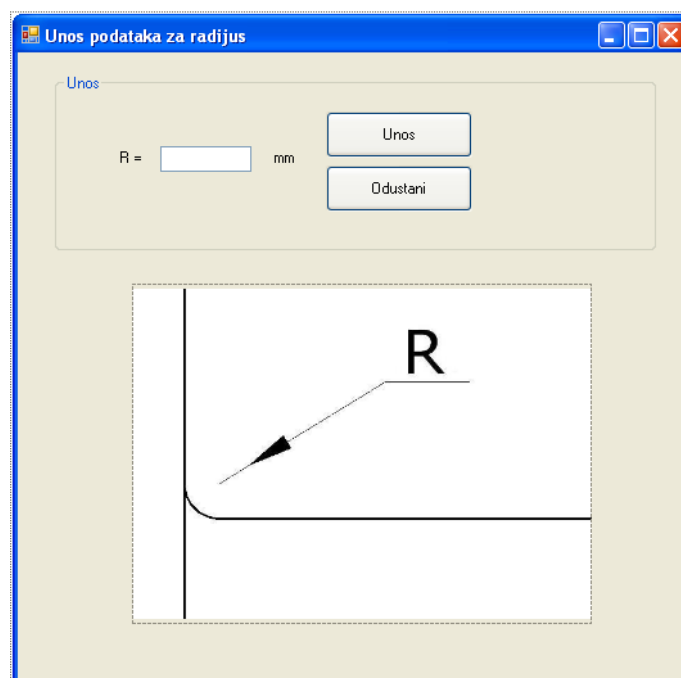 Unos podataka za radijus
Unos
R =
mm
Unos
Odustani
R